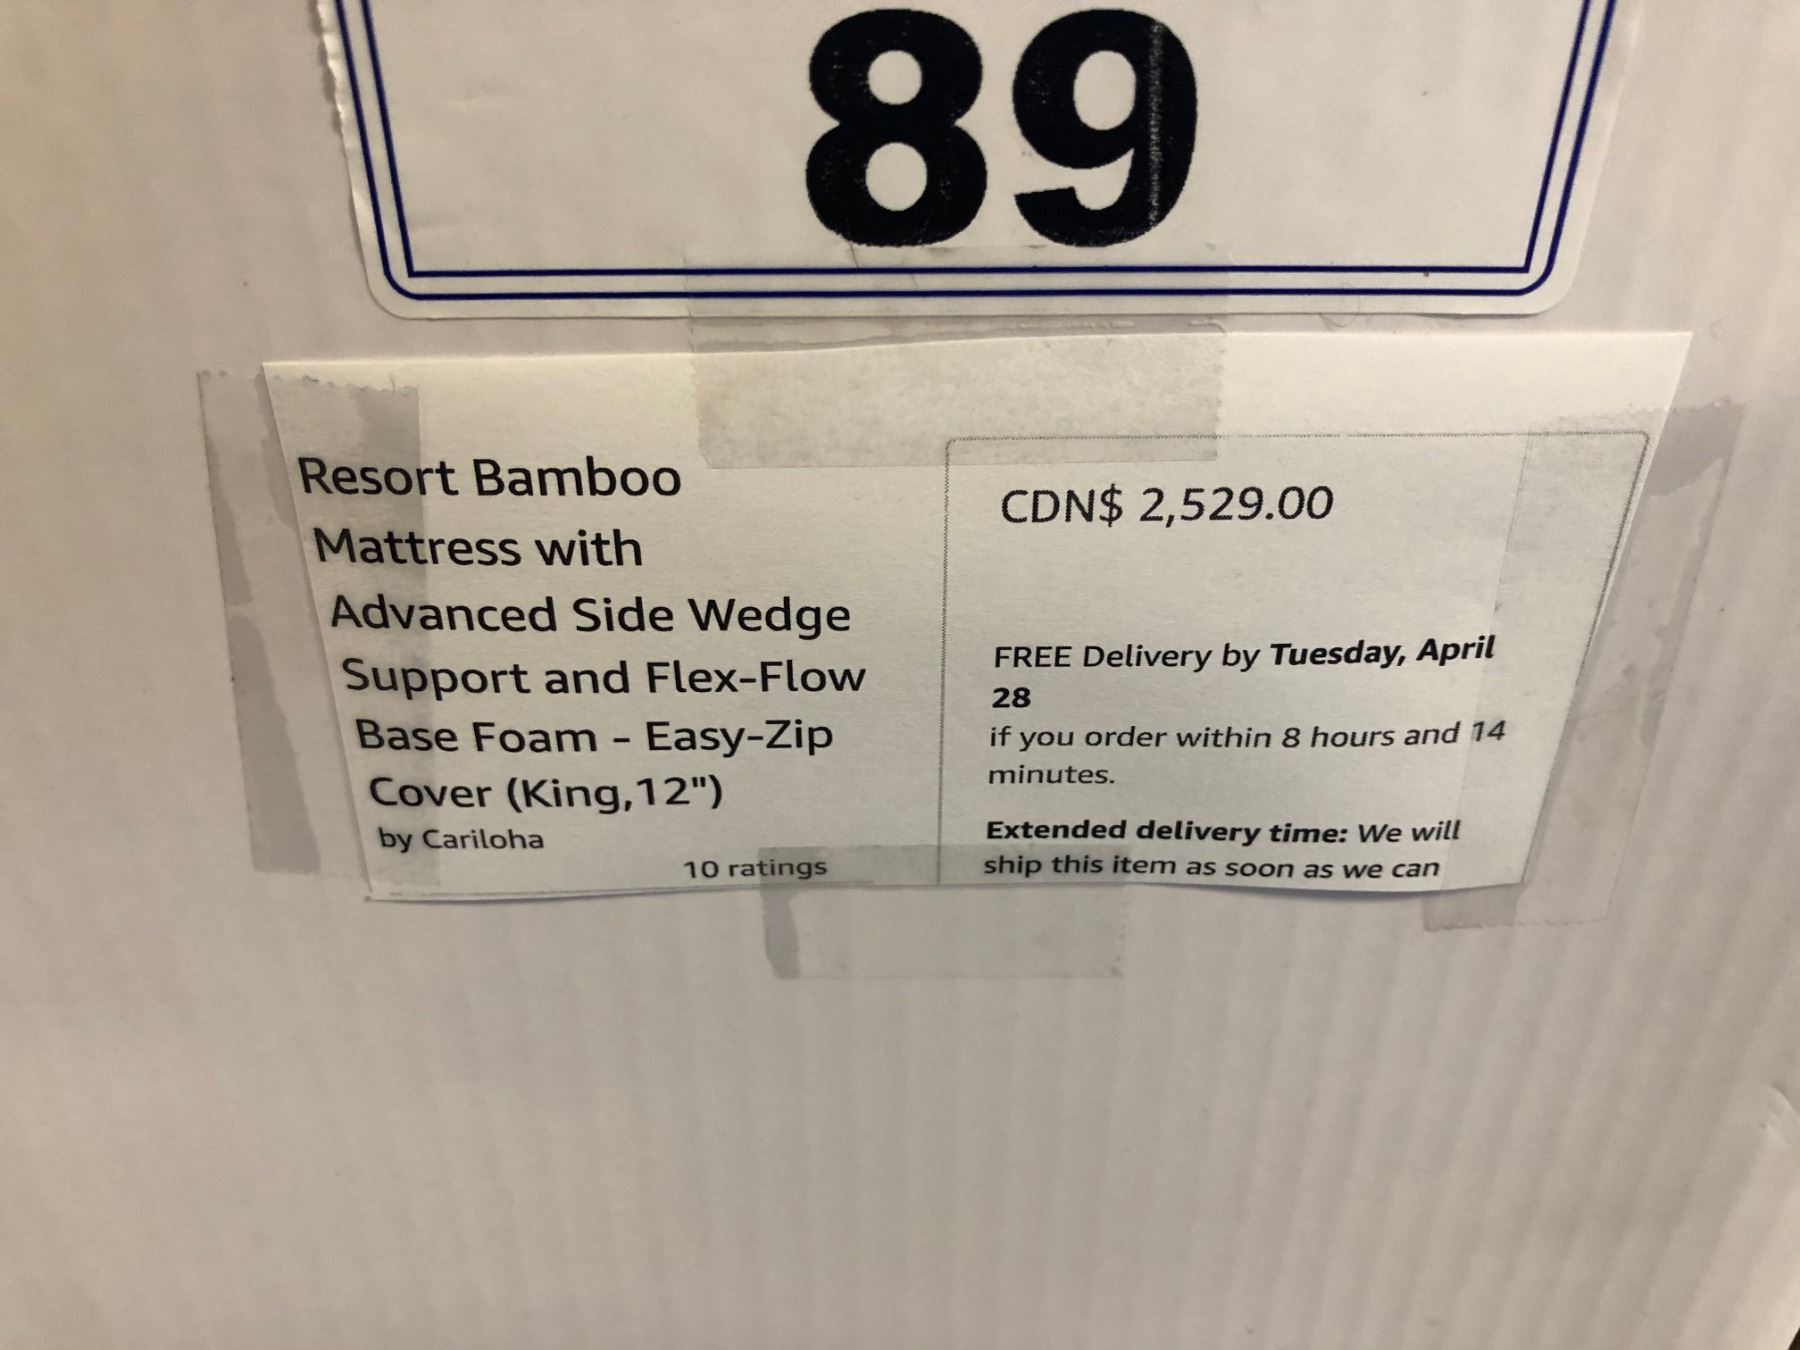 89
Resort Bamboo
Mattress with
Advanced Side Wedge
Support and Flex-Flow
Base Foam - Easy-Zip
Cover (King,12")
by Cariloha
10 ratings
CDN$ 2,529.00
FREE Delivery by Tuesday, April
28
if you order within 8 hours and 14
minutes.
Extended delivery time: We will
ship this item as soon as we can